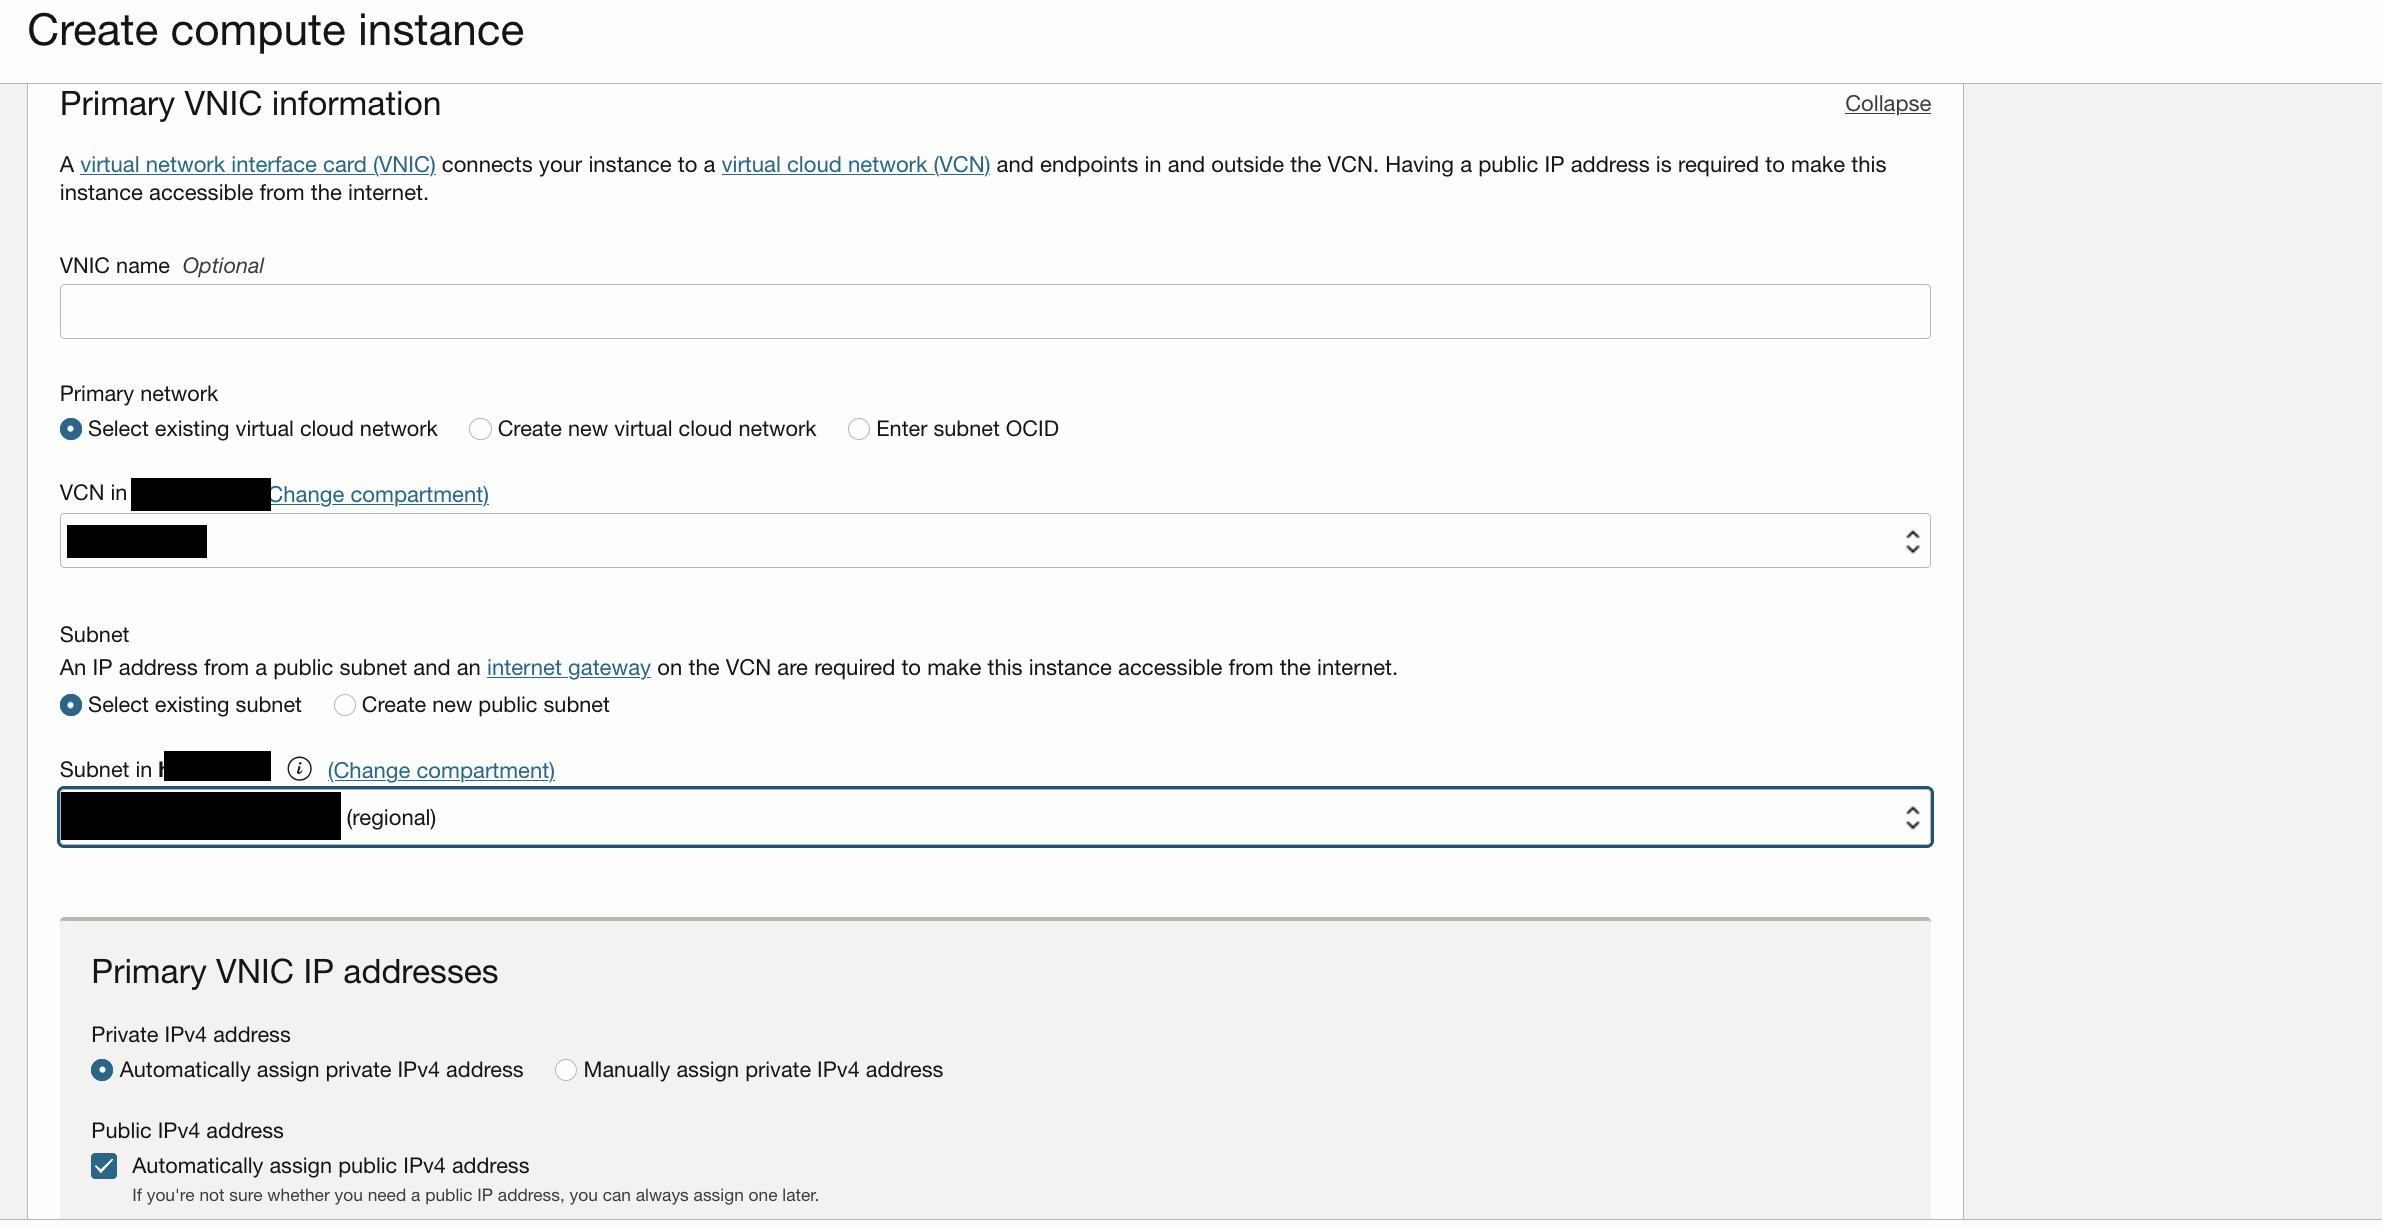 Create compute instance
Primary VNIC information
Collapse
A virtual network interface card (VNIC) connects your instance to a virtual cloud network (VCN) and endpoints in and outside the VCN. Having a public IP address is required to make this
instance accessible from the internet.
VNIC name Optional
Primary network
Select existing virtual cloud network Create new virtual cloud network Enter subnet OCID
VCN in Change compartment)
Subnet
An IP address from a public subnet and an internet gateway on the VCN are required to make this instance accessible from the internet.
Select existing subnet Create new public subnet
Subnet in (Change compartment)
(regional)
Primary VNIC IP addresses
Private IPv4 address
Automatically assign private IPv4 address Manually assign private IPv4 address
Public IPv4 address
Automatically assign public IPv4 address
If you're not sure whether you need a public IP address, you can always assign one later.